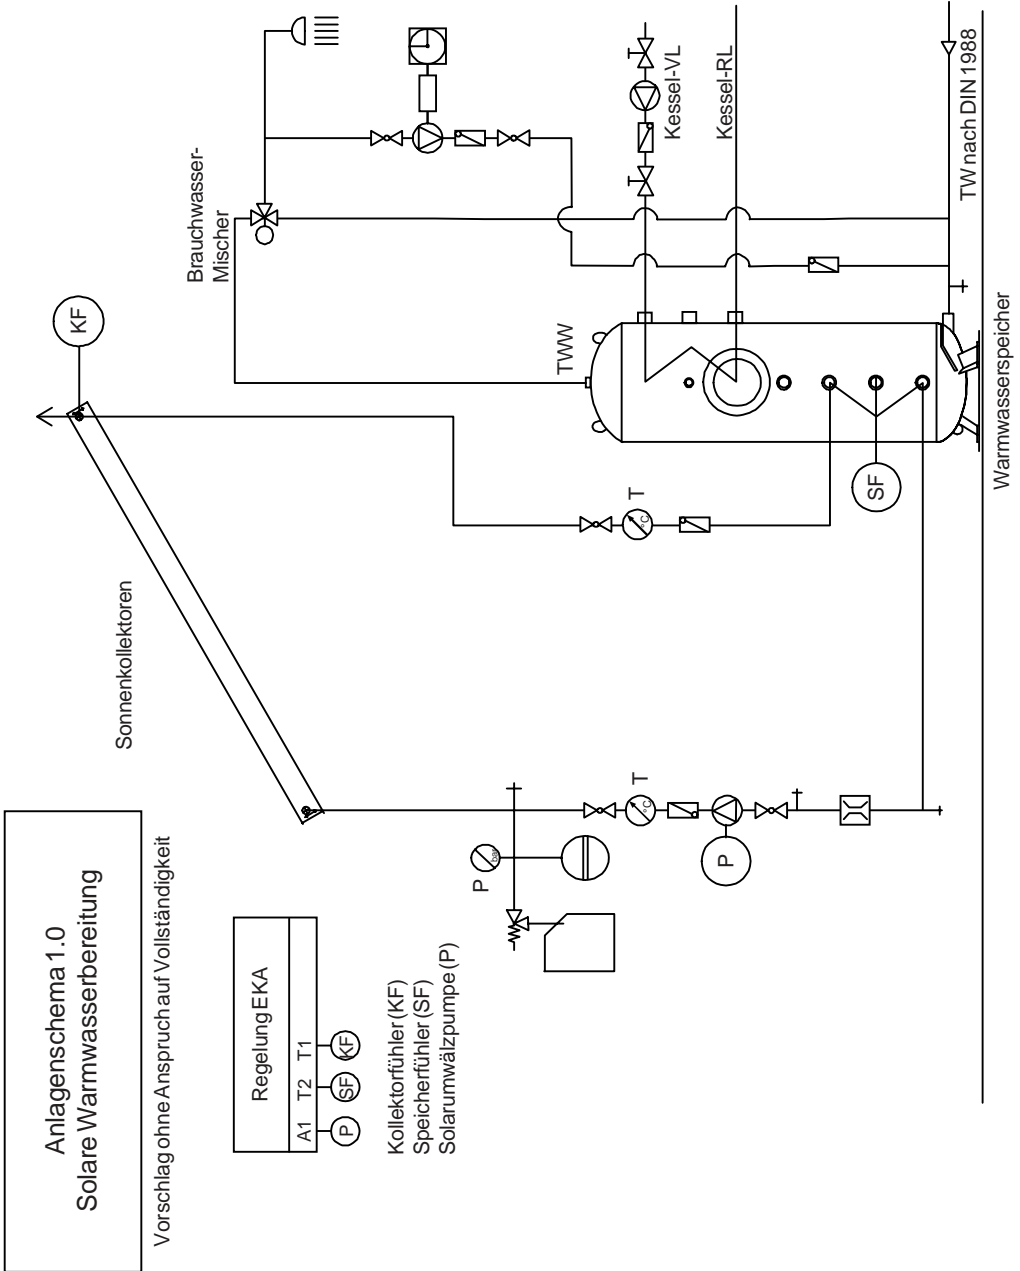 Anlagenschema 1.0
Solare Warmwasserbereitung
Vorschlag ohne Anspruch auf Vollständigkeit
Regelung EKA
A1 T2 T1
P SF KF
Kollektorfühler (KF)
Speicherfühler (SF)
Solarumwälzpumpe (P)
Sonnenkollektoren
KF
Brauchwasser-
Mischer
TWW
Kessel-VL
Kessel-RL
TW nach DIN 1988
Warmwasserspeicher
SF
T
°C
T
°C
P
bar
P